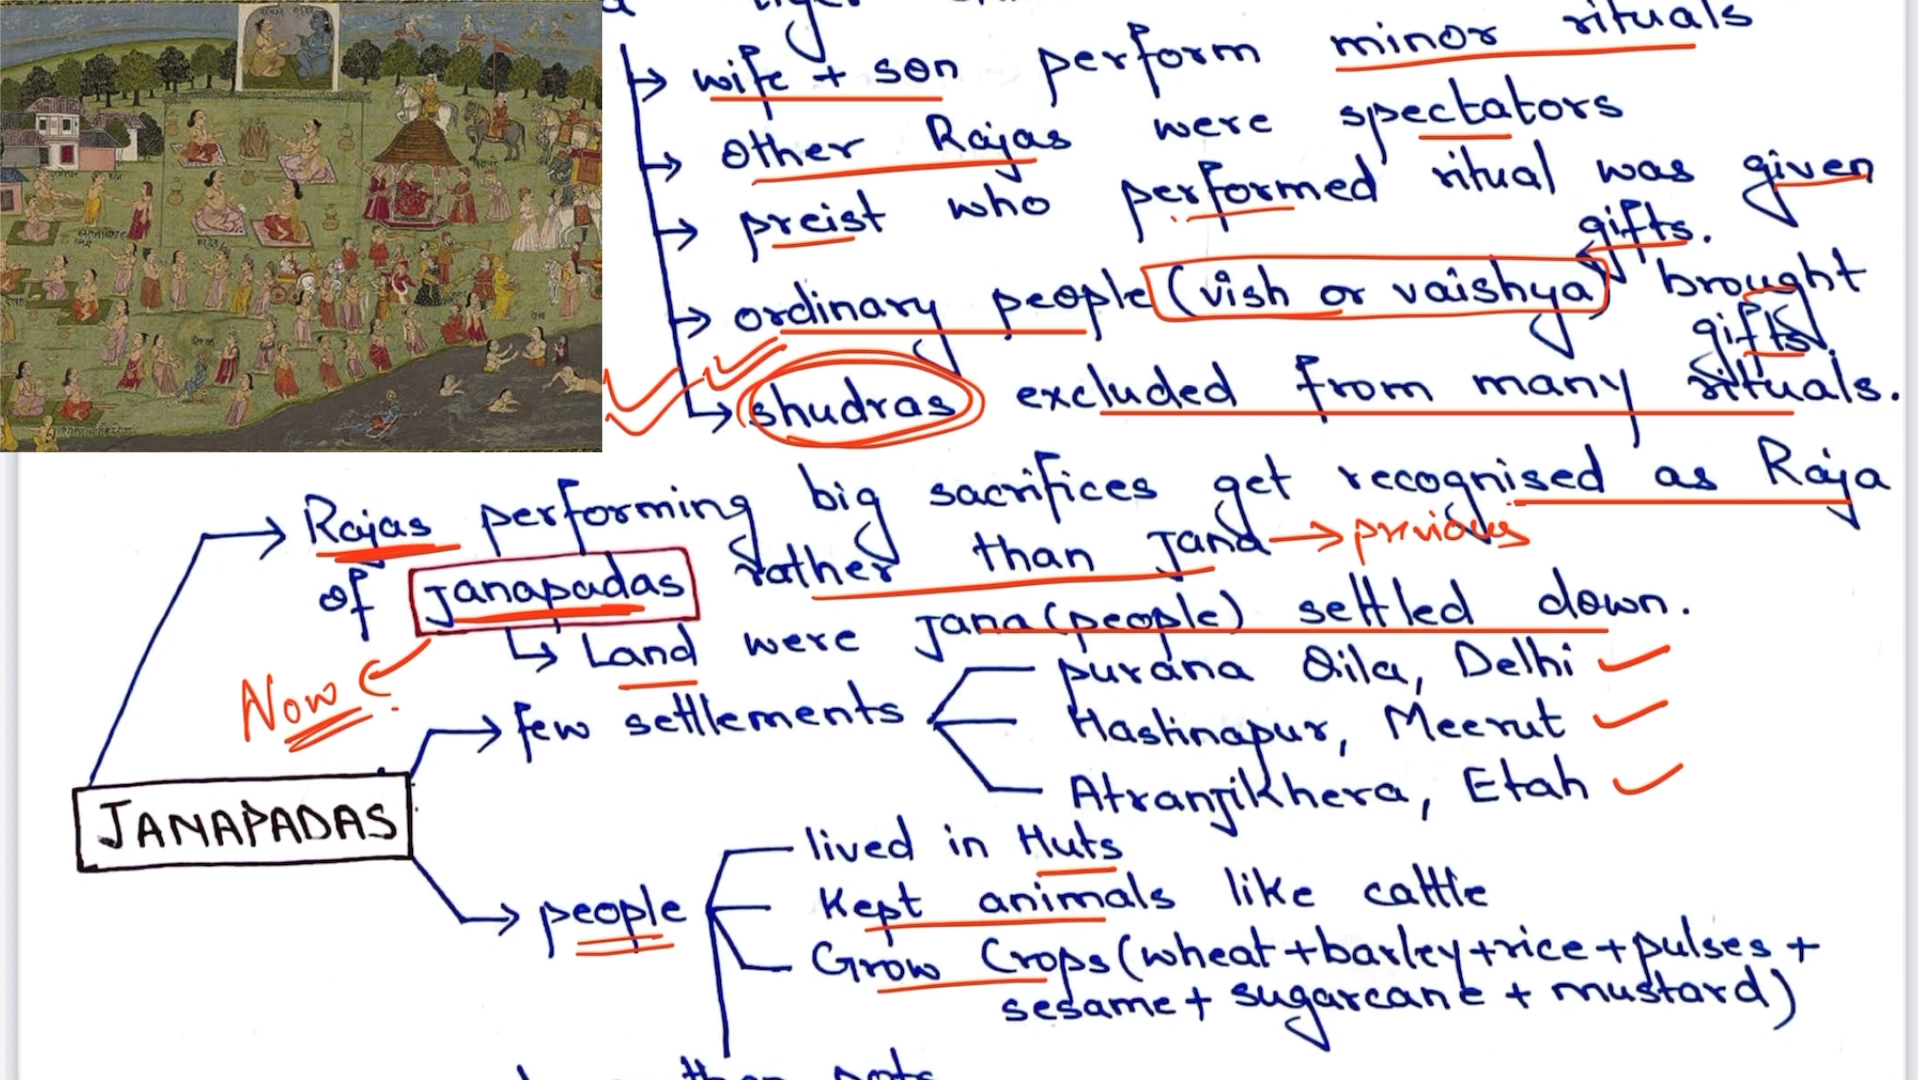 wife + son perform minor rituals
other Rajas were spectators
preist who performed ritual was given
gifts.
ordinary people (vish or vaishya) brought
gifts.
shudras excluded from many rituals.
Rajas performing big sacrifices get recognised as Raja
of Janapadas rather than Jana → previous
Land were Jana (people) settled down.
Now
few settlements
purana Qila, Delhi
Hastinapur, Meerut
Atranjikhera, Etah
JANAPADAS
people
lived in Huts
Kept animals like cattle
Grow Crops (wheat+barley+rice+pulses+
sesame+ sugarcane + mustard)